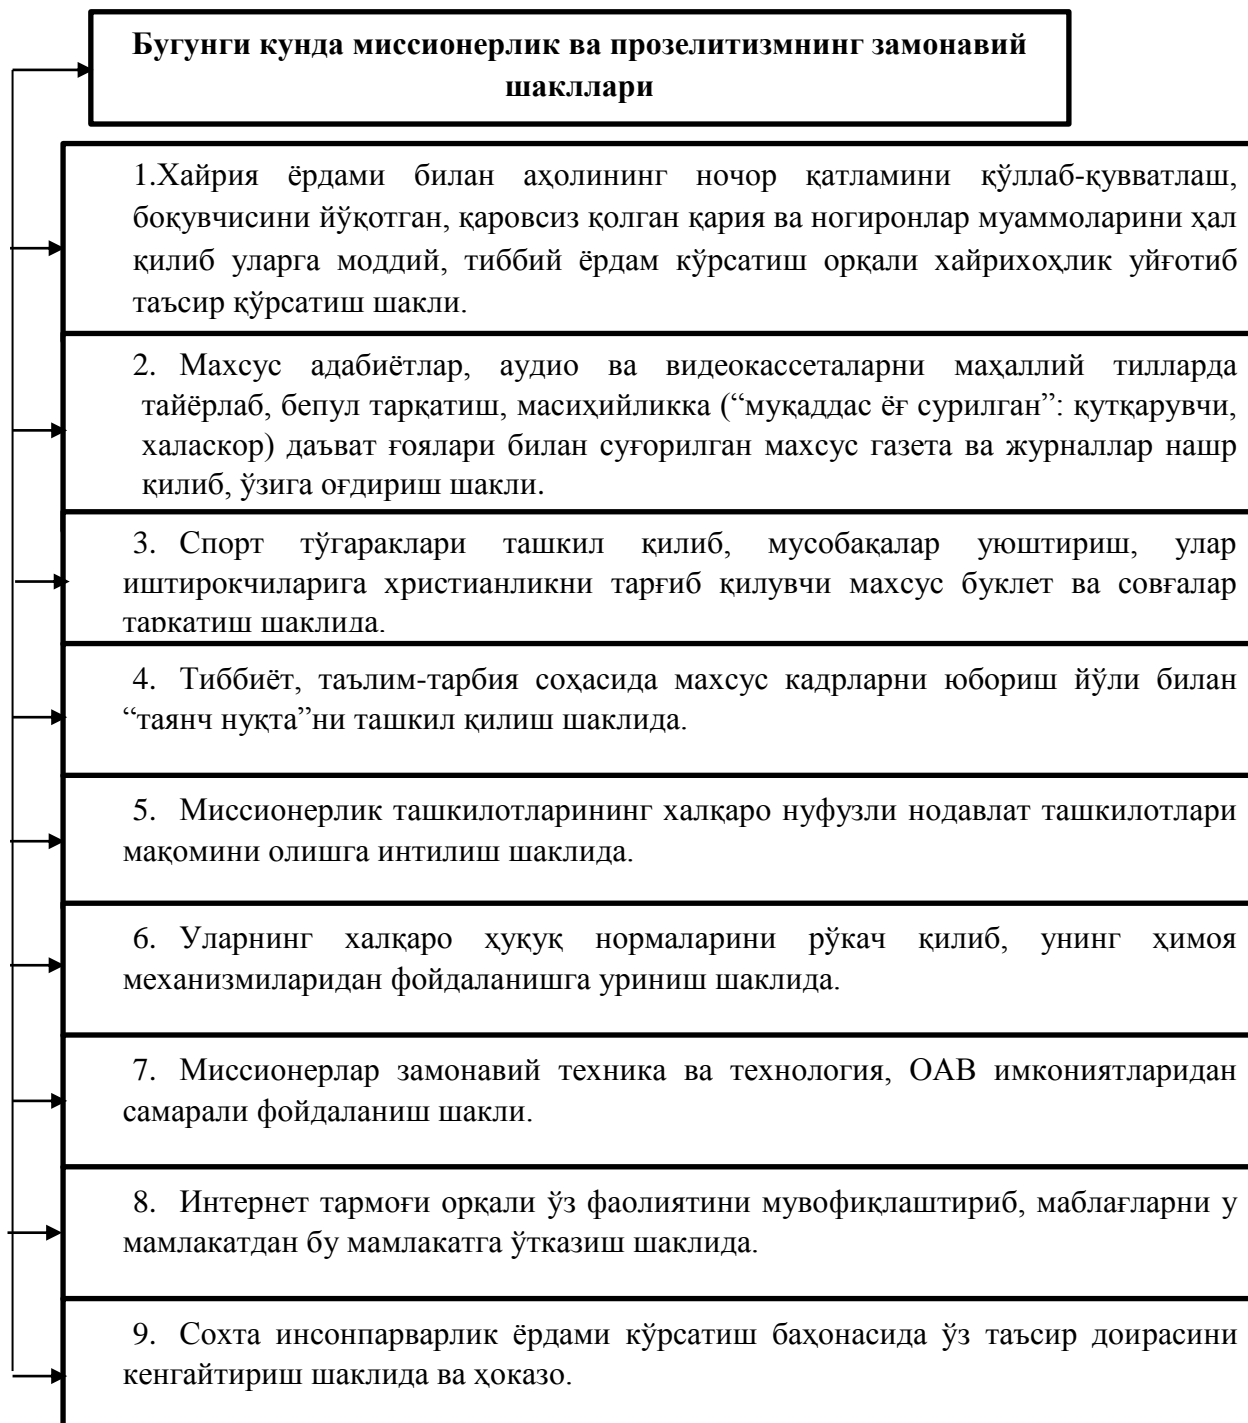 Бугунги кунда миссионерлик ва прозелитизмнинг замонавий
шакллари
1.Хайрия ёрдами билан аҳолининг ночор қатламини қўллаб-қувватлаш,
боқувчисини йўқотган, қаровсиз қолган қария ва ногиронлар муаммоларини ҳал
қилиб уларга моддий, тиббий ёрдам кўрсатиш орқали хайрихоҳлик уйғотиб
таъсир қўрсатиш шакли.
2. Махсус адабиётлар, аудио ва видеокассеталарни маҳаллий тилларда
тайёрлаб, бепул тарқатиш, масиҳийликка (“муқаддас ёғ сурилган”: қутқарувчи,
халаскор) даъват ғоялари билан суғорилган махсус газета ва журналлар нашр
қилиб, ўзига оғдириш шакли.
3. Спорт тўгараклари ташкил қилиб, мусобақалар уюштириш, улар
иштирокчиларига христианликни тарғиб қилувчи махсус буклет ва совғалар
тарқатиш шаклида.
4. Тиббиёт, таълим-тарбия соҳасида махсус кадрларни юбориш йўли билан
“таянч нуқта”ни ташкил қилиш шаклида.
5. Миссионерлик ташкилотларининг халқаро нуфузли нодавлат ташкилотлари
мақомини олишга интилиш шаклида.
6. Уларнинг халқаро ҳуқуқ нормаларини рўкач қилиб, унинг ҳимоя
механизмиларидан фойдаланишга уриниш шаклида.
7. Миссионерлар замонавий техника ва технология, ОАВ имкониятларидан
самарали фойдаланиш шакли.
8. Интернет тармоғи орқали ўз фаолиятини мувофиқлаштириб, маблағларни у
мамлакатдан бу мамлакатга ўтказиш шаклида.
9. Сохта инсонпарварлик ёрдами кўрсатиш баҳонасида ўз таъсир доирасини
кенгайтириш шаклида ва ҳоказо.